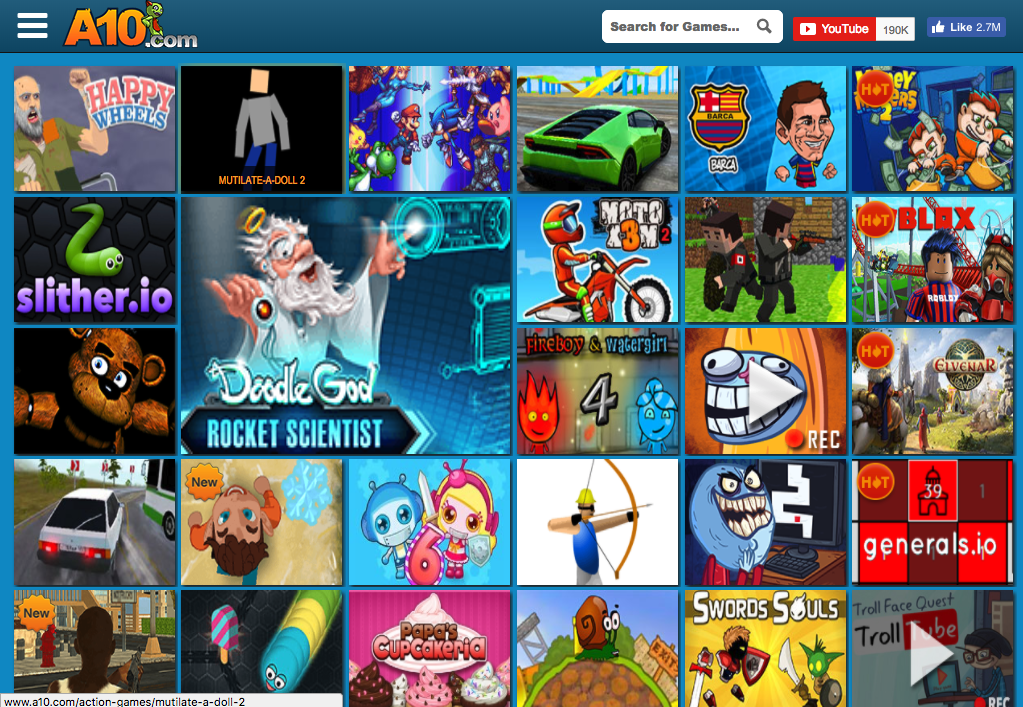 A10.com
Search for Games...
YouTube
190K
Like 2.7M
HAPPY
WHEELS
MUTILATE-A-DOLL 2
BARCA
BARCA
HOT
slither.io
Doodle God
ROCKET SCIENTIST
MOTO
X3M 2
HOT
BLOX
ROBLOX
fireboy & watergirl
4
REC
HOT
ELVENAR
New
6
HOT
39
1
generals.io
New
Papa's
Cupcakeria
EXIT
SWORDS & SOULS
Troll Face Quest
Troll Tube
REC
www.a10.com/action-games/mutilate-a-doll-2